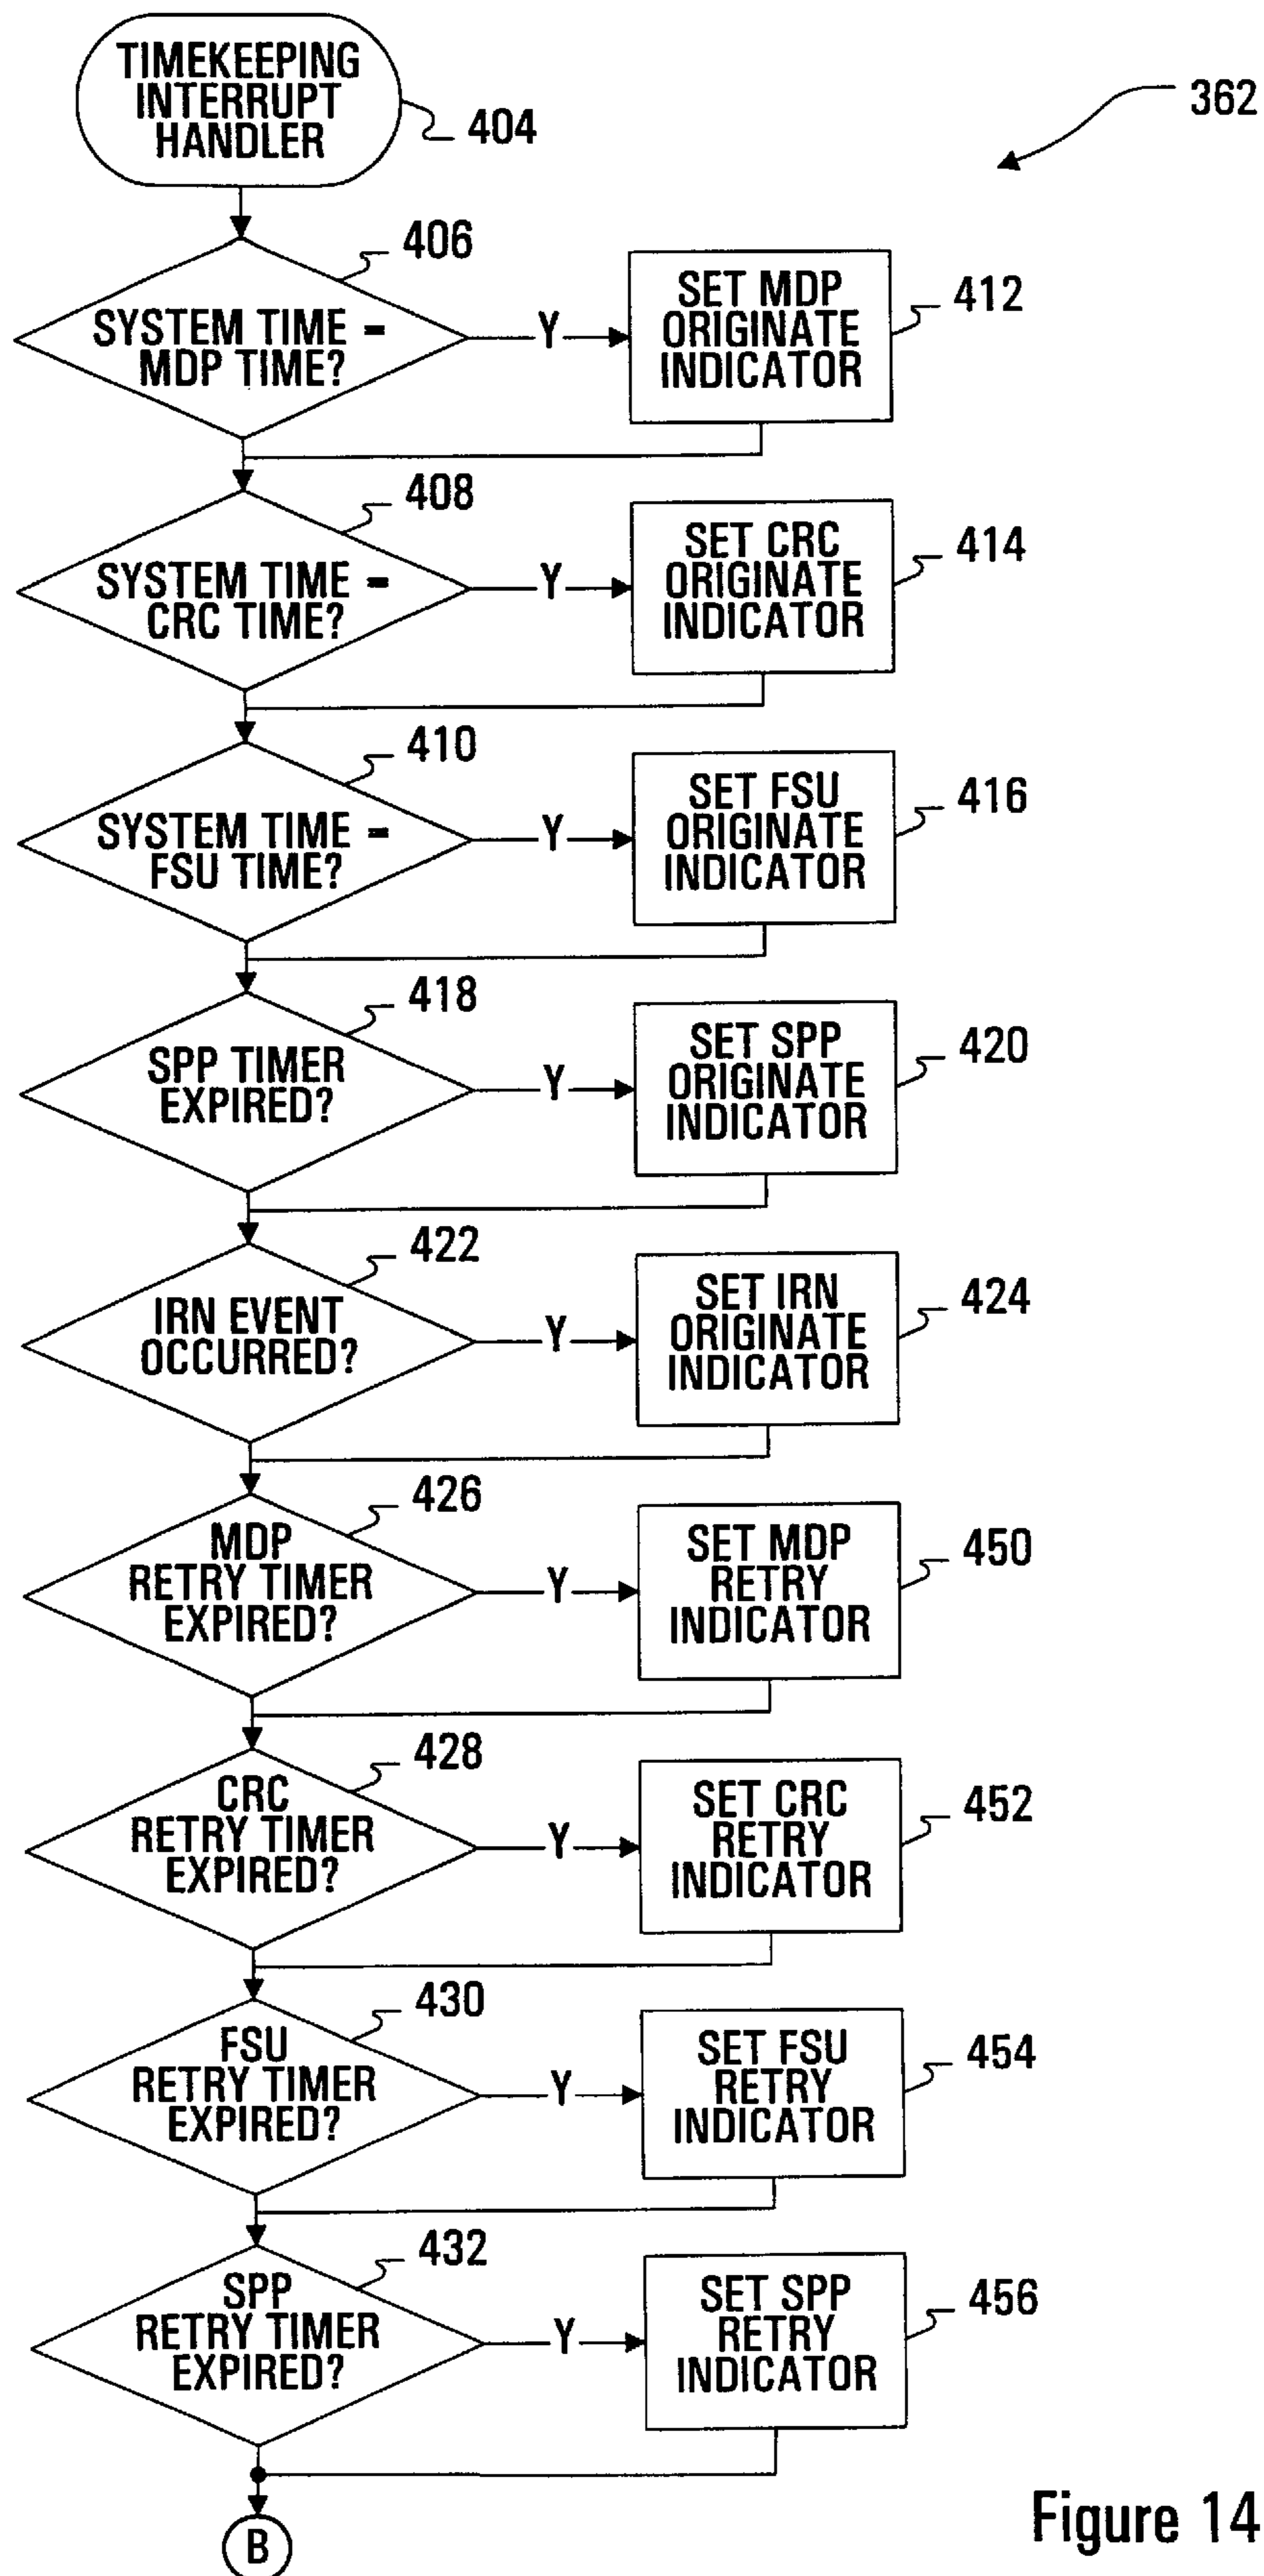 TIMEKEEPING
INTERRUPT
HANDLER
404
362
406
SYSTEM TIME =
MDP TIME?
Y
SET MDP
ORIGINATE
INDICATOR
412
408
SYSTEM TIME =
CRC TIME?
Y
SET CRC
ORIGINATE
INDICATOR
414
410
SYSTEM TIME =
FSU TIME?
Y
SET FSU
ORIGINATE
INDICATOR
416
418
SPP TIMER
EXPIRED?
Y
SET SPP
ORIGINATE
INDICATOR
420
422
IRN EVENT
OCCURRED?
Y
SET IRN
ORIGINATE
INDICATOR
424
426
MDP
RETRY TIMER
EXPIRED?
Y
SET MDP
RETRY
INDICATOR
450
428
CRC
RETRY TIMER
EXPIRED?
Y
SET CRC
RETRY
INDICATOR
452
430
FSU
RETRY TIMER
EXPIRED?
Y
SET FSU
RETRY
INDICATOR
454
432
SPP
RETRY TIMER
EXPIRED?
Y
SET SPP
RETRY
INDICATOR
456
B
Figure 14